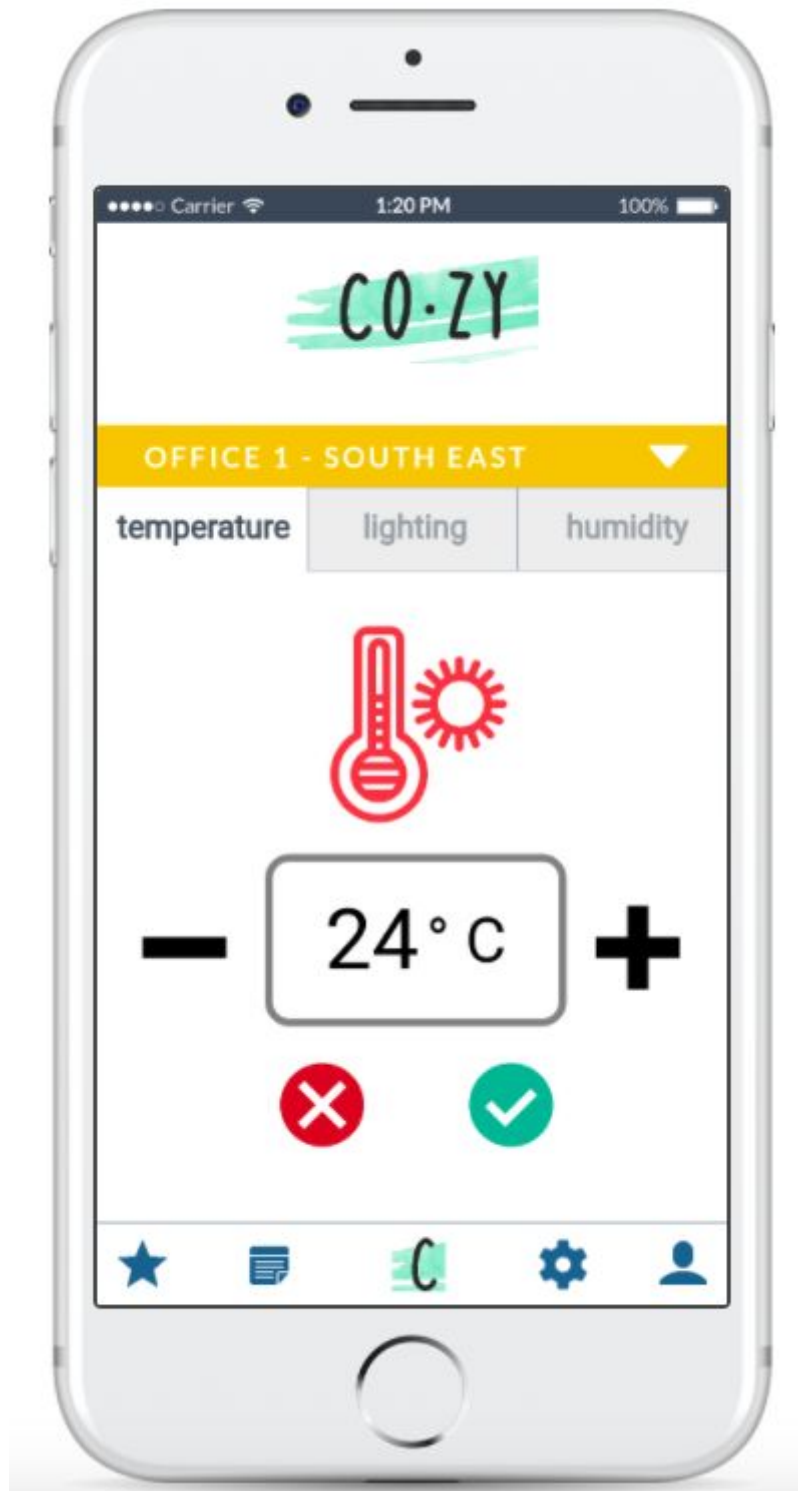 Carrier 1:20 PM 100%
CO·ZY
OFFICE 1 - SOUTH EAST
temperature lighting humidity
24° C
C